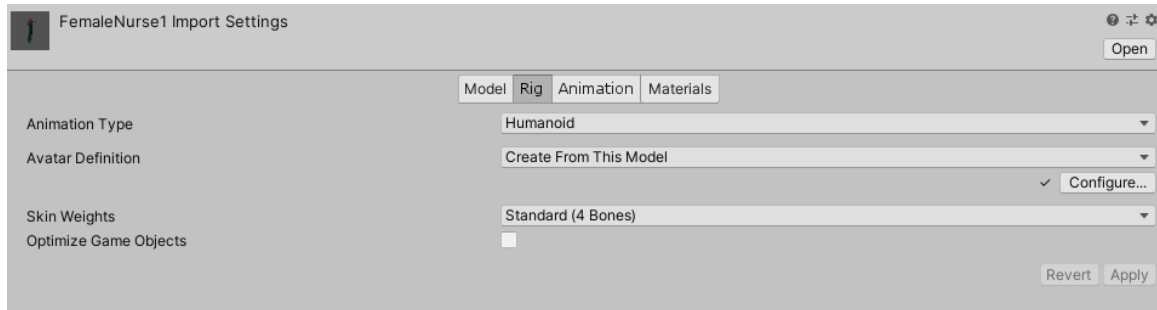 FemaleNurse1 Import Settings
Open
Model Rig Animation Materials
Animation Type Humanoid
Avatar Definition Create From This Model
Configure...
Skin Weights Standard (4 Bones)
Optimize Game Objects
Revert Apply